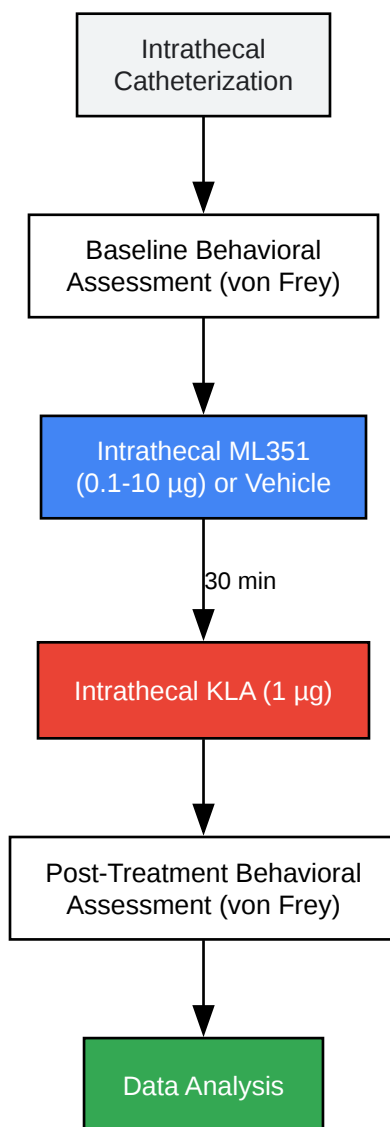 Intrathecal
Catheterization
Baseline Behavioral
Assessment (von Frey)
Intrathecal ML351
(0.1-10 µg) or Vehicle
30 min
Intrathecal KLA (1 µg)
Post-Treatment Behavioral
Assessment (von Frey)
Data Analysis